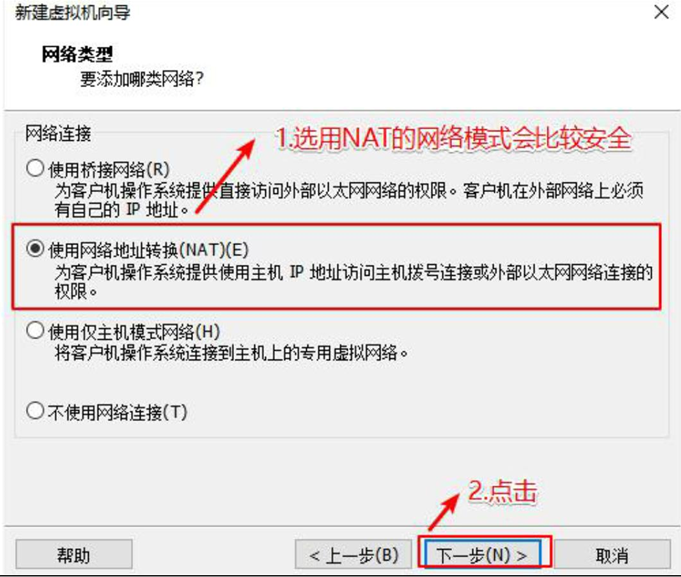 新建虚拟机向导
网络类型
要添加哪类网络?
网络连接
1.选用NAT的网络模式会比较安全
使用桥接网络(R)
为客户机操作系统提供直接访问外部以太网网络的权限。客户机在外部网络上必须
有自己的 IP 地址。
使用网络地址转换(NAT)(E)
为客户机操作系统提供使用主机 IP 地址访问主机拨号连接或外部以太网网络连接的
权限。
使用仅主机模式网络(H)
将客户机操作系统连接到主机上的专用虚拟网络。
不使用网络连接(T)
2.点击
帮助
< 上一步(B)
下一步(N) >
取消